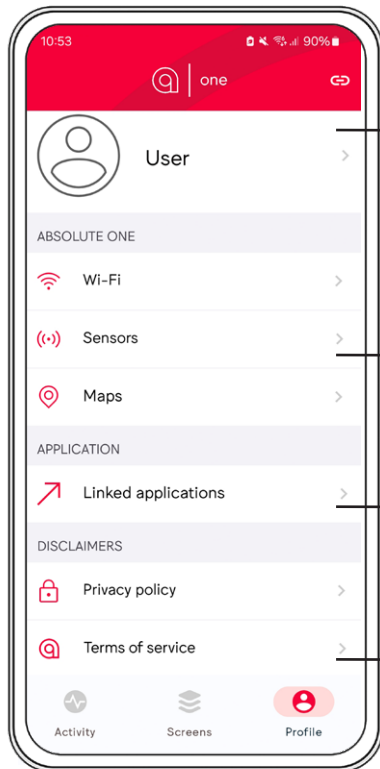 10:53 90%
one
User
ABSOLUTE ONE
Wi-Fi
Sensors
Maps
APPLICATION
Linked applications
DISCLAIMERS
Privacy policy
Terms of service
Activity Screens Profile